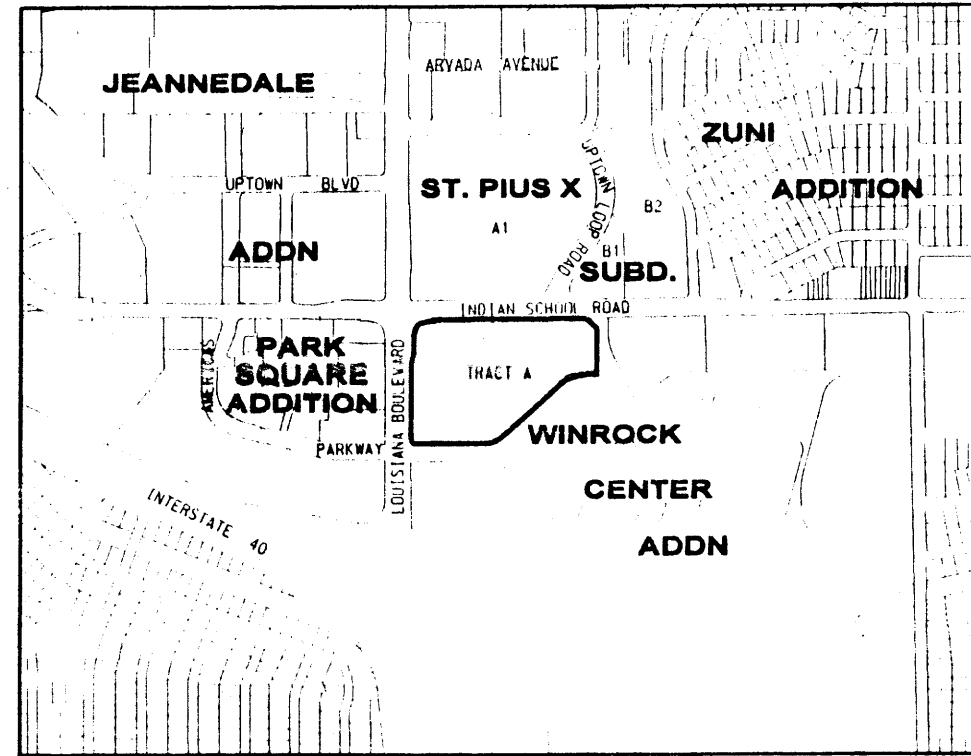 ARVADA AVENUE
JEANNEDALE
ZUNI
UPTOWN BLVD
ST. PIUS X
ADDITION
UPTOWN LOOP ROAD
B2
A1
ADDN
B1
SUBD.
INDIAN SCHOOL ROAD
PARK
SQUARE
ADDITION
AMERICAS
LOUISIANA BOULEVARD
TRACT A
PARKWAY
WINROCK
CENTER
ADDN
INTERSTATE 40